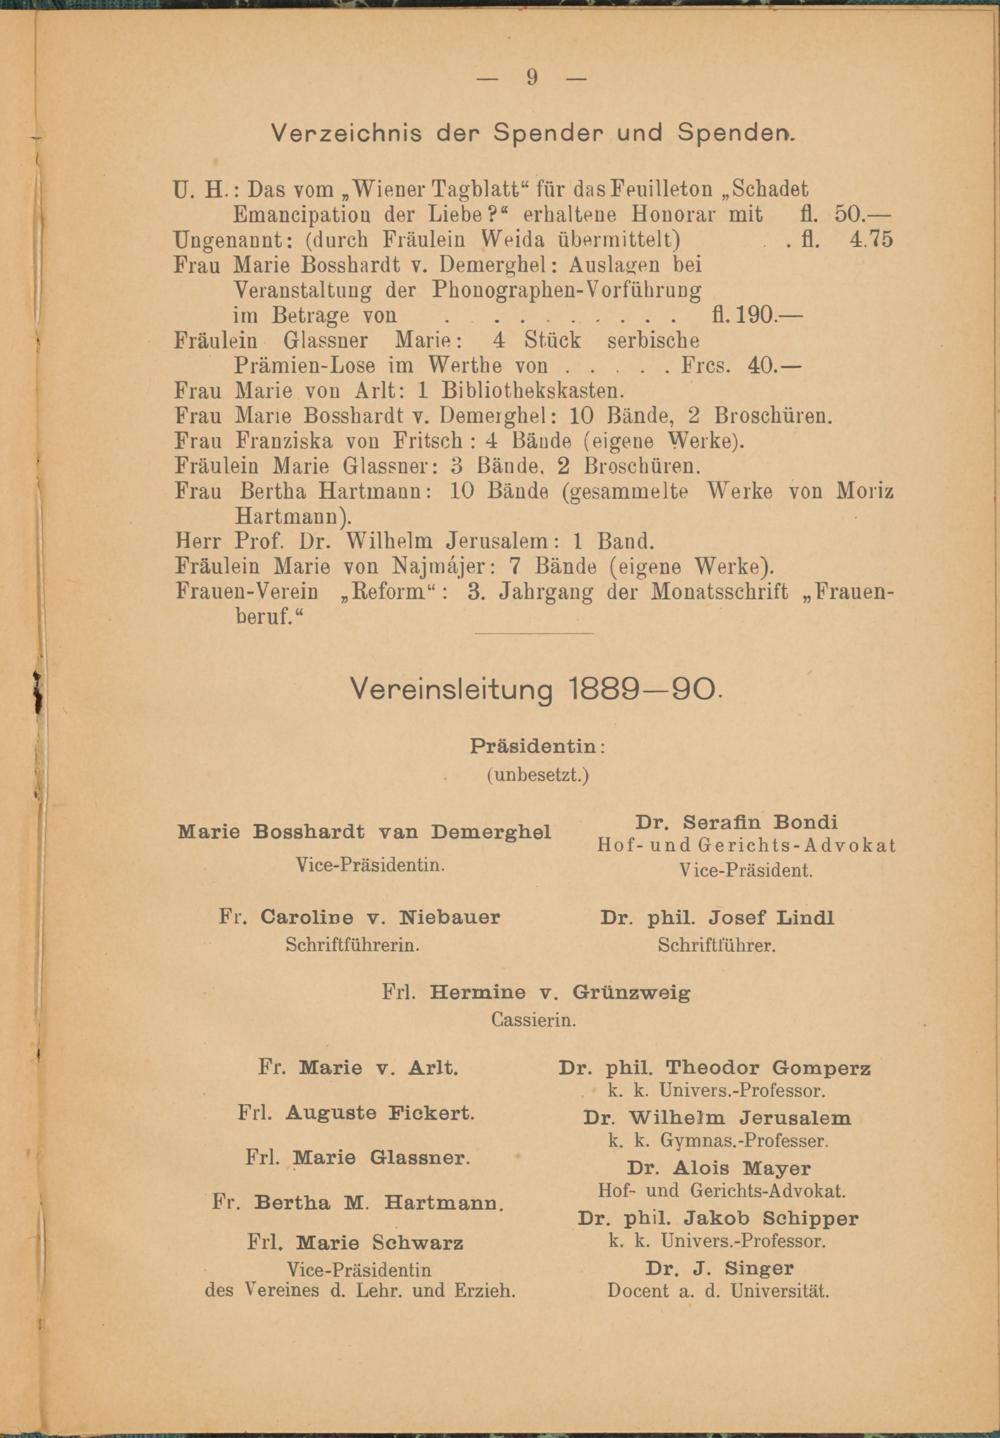 — 9 —
Verzeichnis der Spender und Spenden.
U. H.: Das vom „Wiener Tagblatt“ für das Feuilleton „Schadet
Emancipation der Liebe?“ erhaltene Honorar mit fl. 50.—
Ungenannt: (durch Fräulein Weida übermittelt) . fl. 4.75
Frau Marie Bosshardt v. Demerghel: Auslagen bei
Veranstaltung der Phonographen-Vorführung
im Betrage von . . . . . . . . . fl. 190.—
Fräulein Glassner Marie: 4 Stück serbische
Prämien-Lose im Werthe von . . . . . Frcs. 40.—
Frau Marie von Arlt: 1 Bibliothekskasten.
Frau Marie Bosshardt v. Demerghel: 10 Bände, 2 Broschüren.
Frau Franziska von Fritsch : 4 Bände (eigene Werke).
Fräulein Marie Glassner: 3 Bände. 2 Broschüren.
Frau Bertha Hartmann: 10 Bände (gesammelte Werke von Moriz
Hartmann).
Herr Prof. Dr. Wilhelm Jerusalem: 1 Band.
Fräulein Marie von Najmájer: 7 Bände (eigene Werke).
Frauen-Verein „Reform“: 3. Jahrgang der Monatsschrift „Frauen-
beruf.“
Vereinsleitung 1889—90.
Präsidentin:
(unbesetzt.)
Marie Bosshardt van Demerghel
Vice-Präsidentin.
Dr. Serafin Bondi
Hof- und Gerichts-Advokat
Vice-Präsident.
Fr. Caroline v. Niebauer
Schriftführerin.
Dr. phil. Josef Lindl
Schriftführer.
Frl. Hermine v. Grünzweig
Cassierin.
Fr. Marie v. Arlt.
Frl. Auguste Fickert.
Frl. Marie Glassner.
Fr. Bertha M. Hartmann.
Frl. Marie Schwarz
Vice-Präsidentin
des Vereines d. Lehr. und Erzieh.
Dr. phil. Theodor Gomperz
k. k. Univers.-Professor.
Dr. Wilhelm Jerusalem
k. k. Gymnas.-Professer.
Dr. Alois Mayer
Hof- und Gerichts-Advokat.
Dr. phil. Jakob Schipper
k. k. Univers.-Professor.
Dr. J. Singer
Docent a. d. Universität.